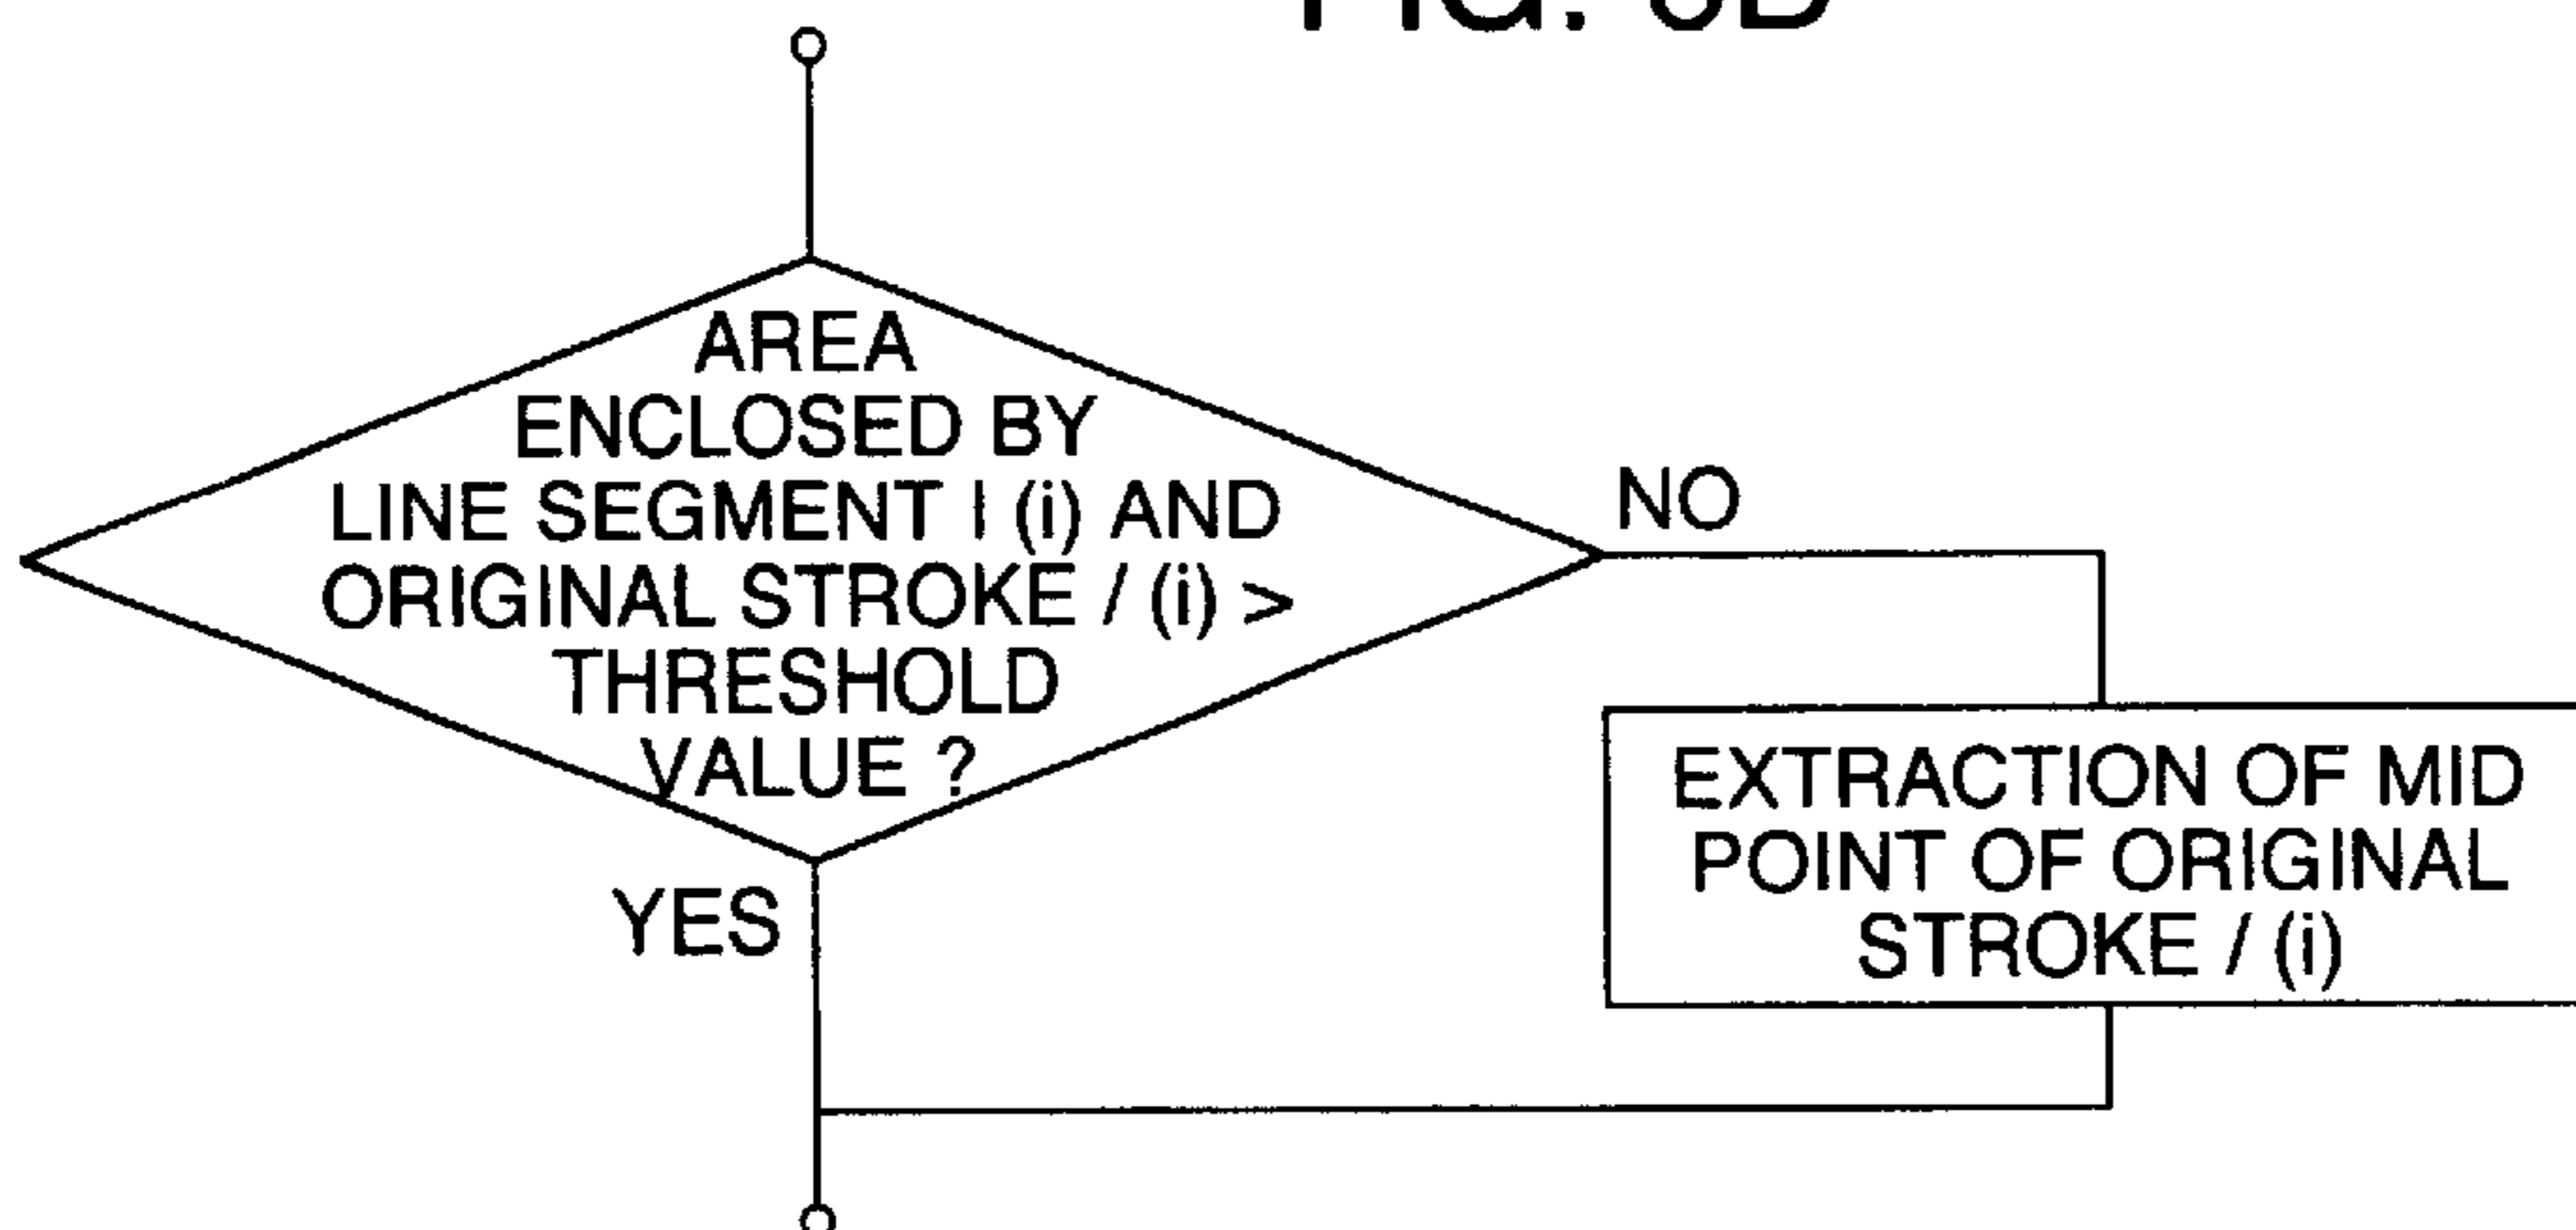 FIG.
AREA
ENCLOSED BY
LINE SEGMENT l (i) AND
ORIGINAL STROKE / (i) >
THRESHOLD
VALUE ?
NO
YES
EXTRACTION OF MID
POINT OF ORIGINAL
STROKE / (i)